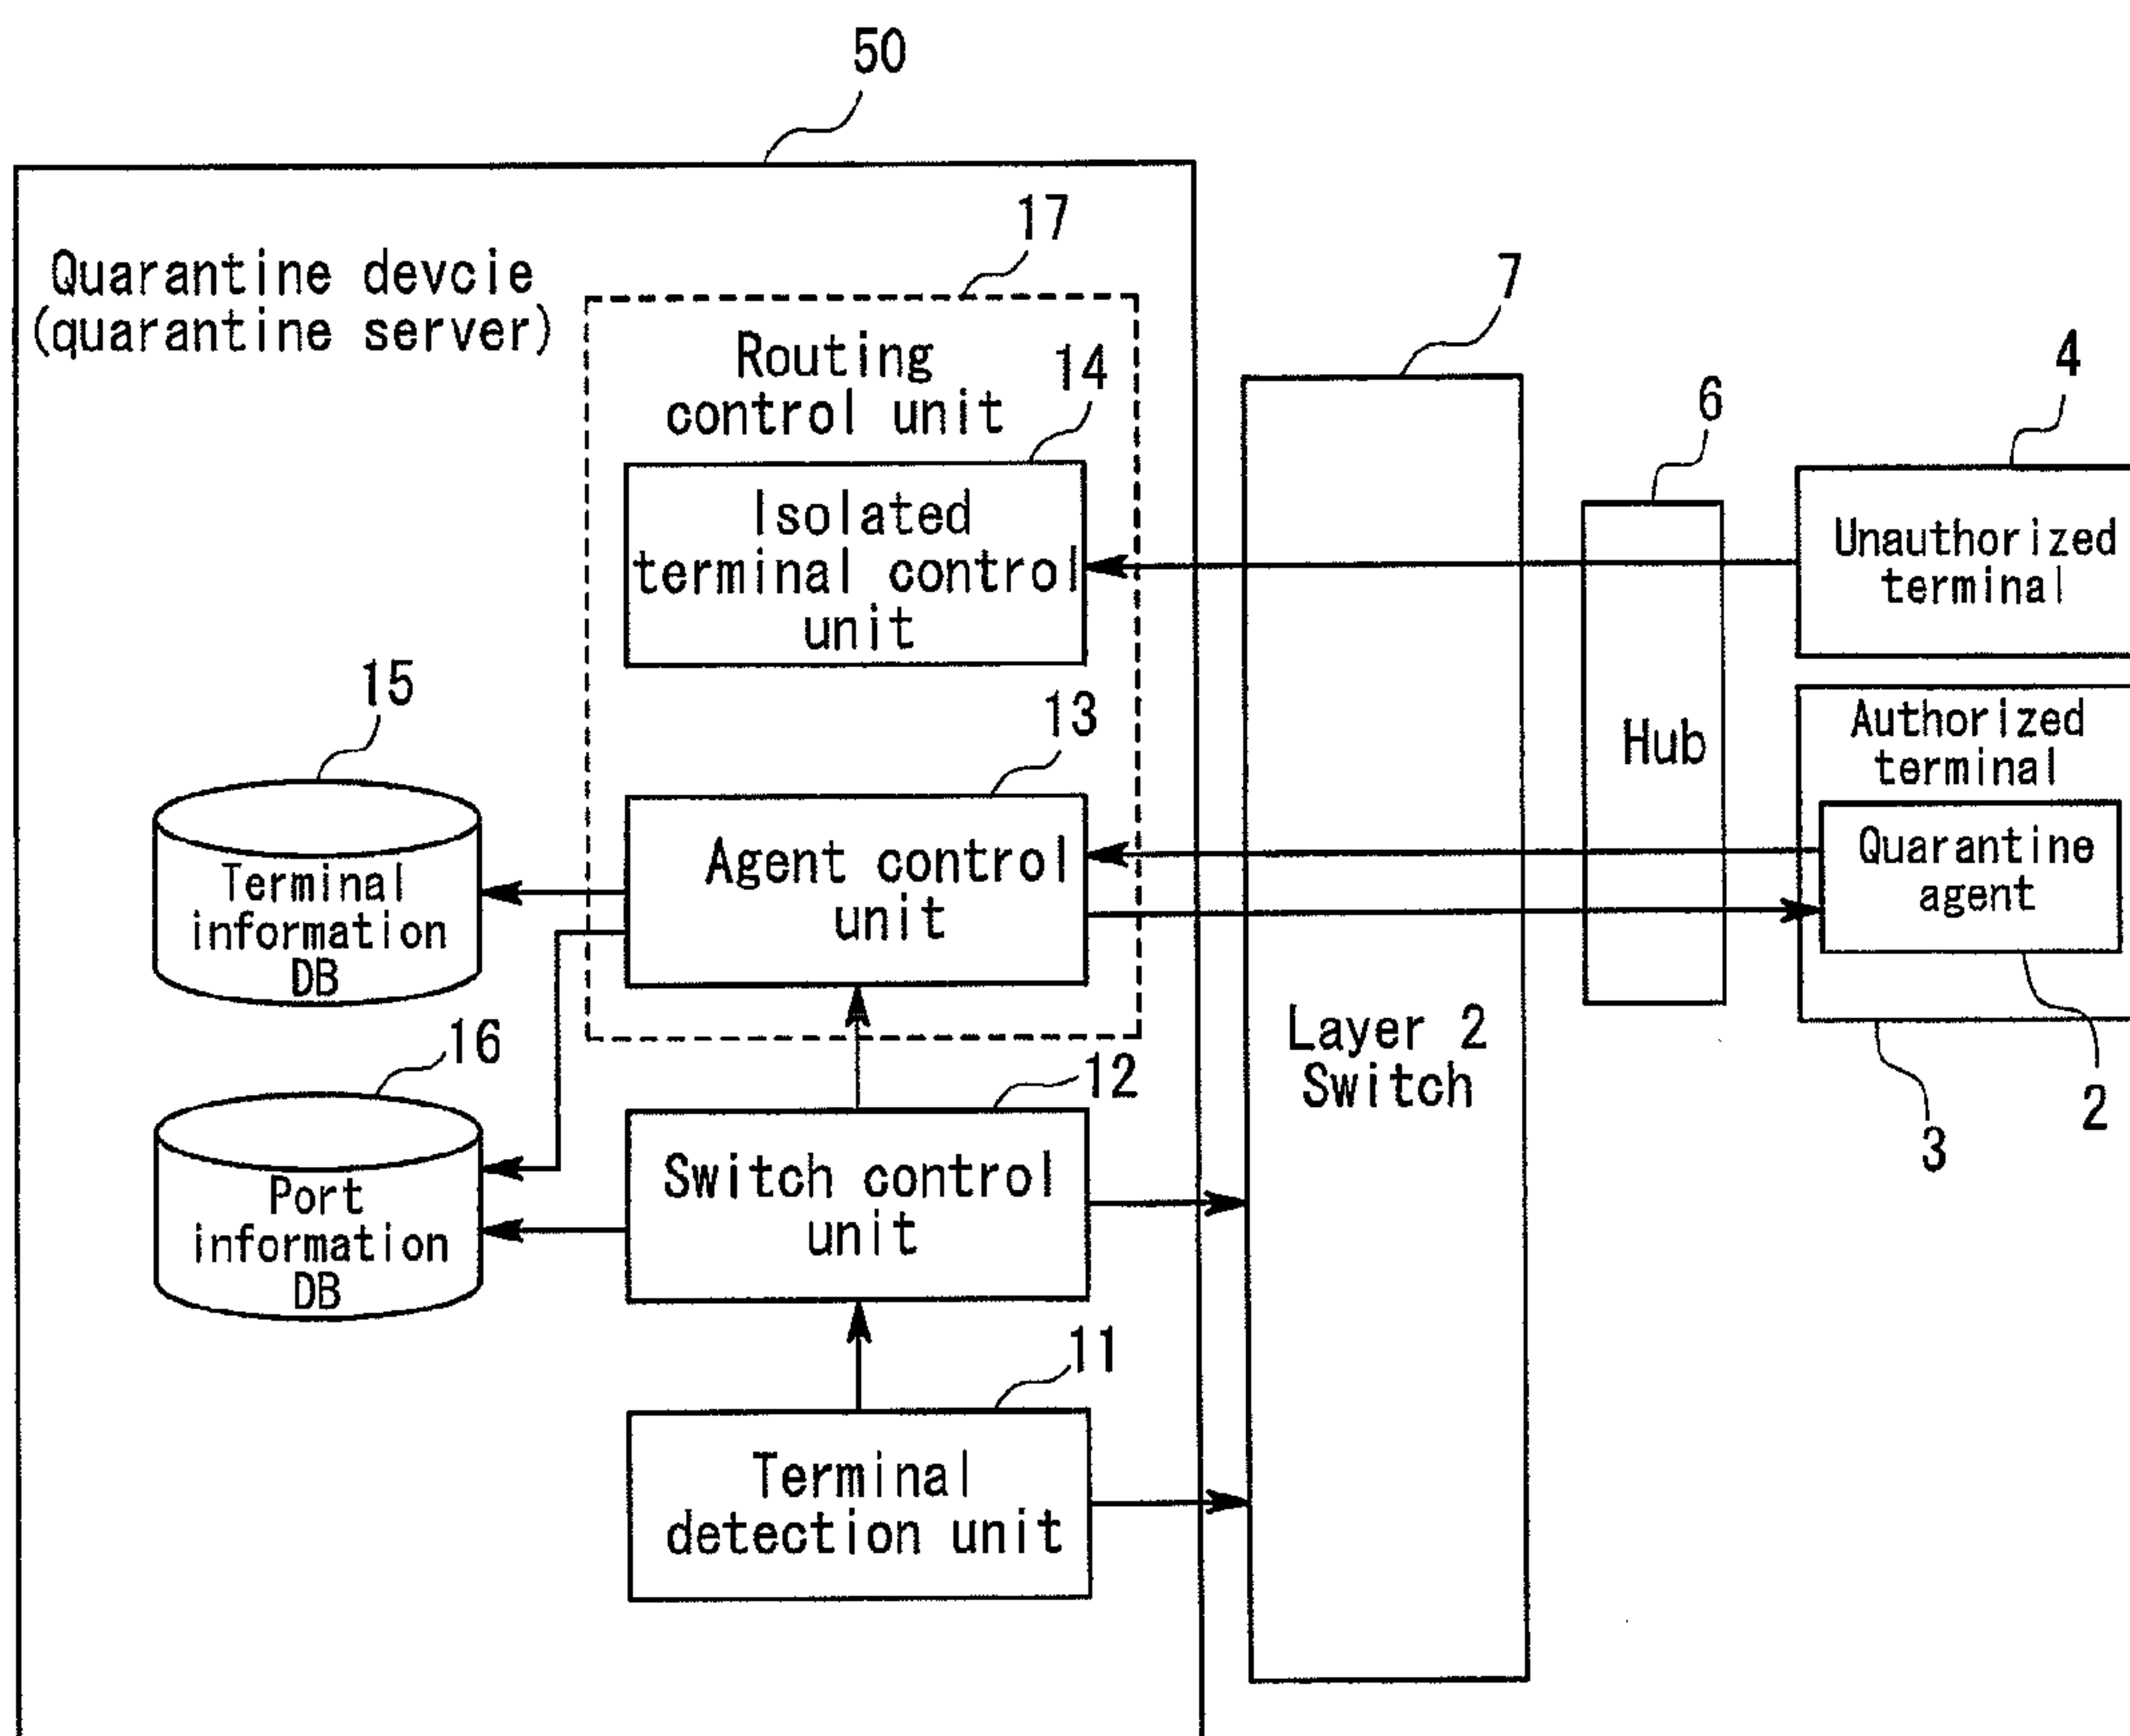 50
17
Quarantine devcie
(quarantine server)
7
Routing
control unit
14
4
6
Isolated
terminal control
unit
Unauthorized
terminal
15
13
Authorized
terminal
Hub
Terminal
information
DB
Agent control
unit
Quarantine
agent
16
12
Layer 2
Switch
2
3
Port
information
DB
Switch control
unit
11
Terminal
detection unit